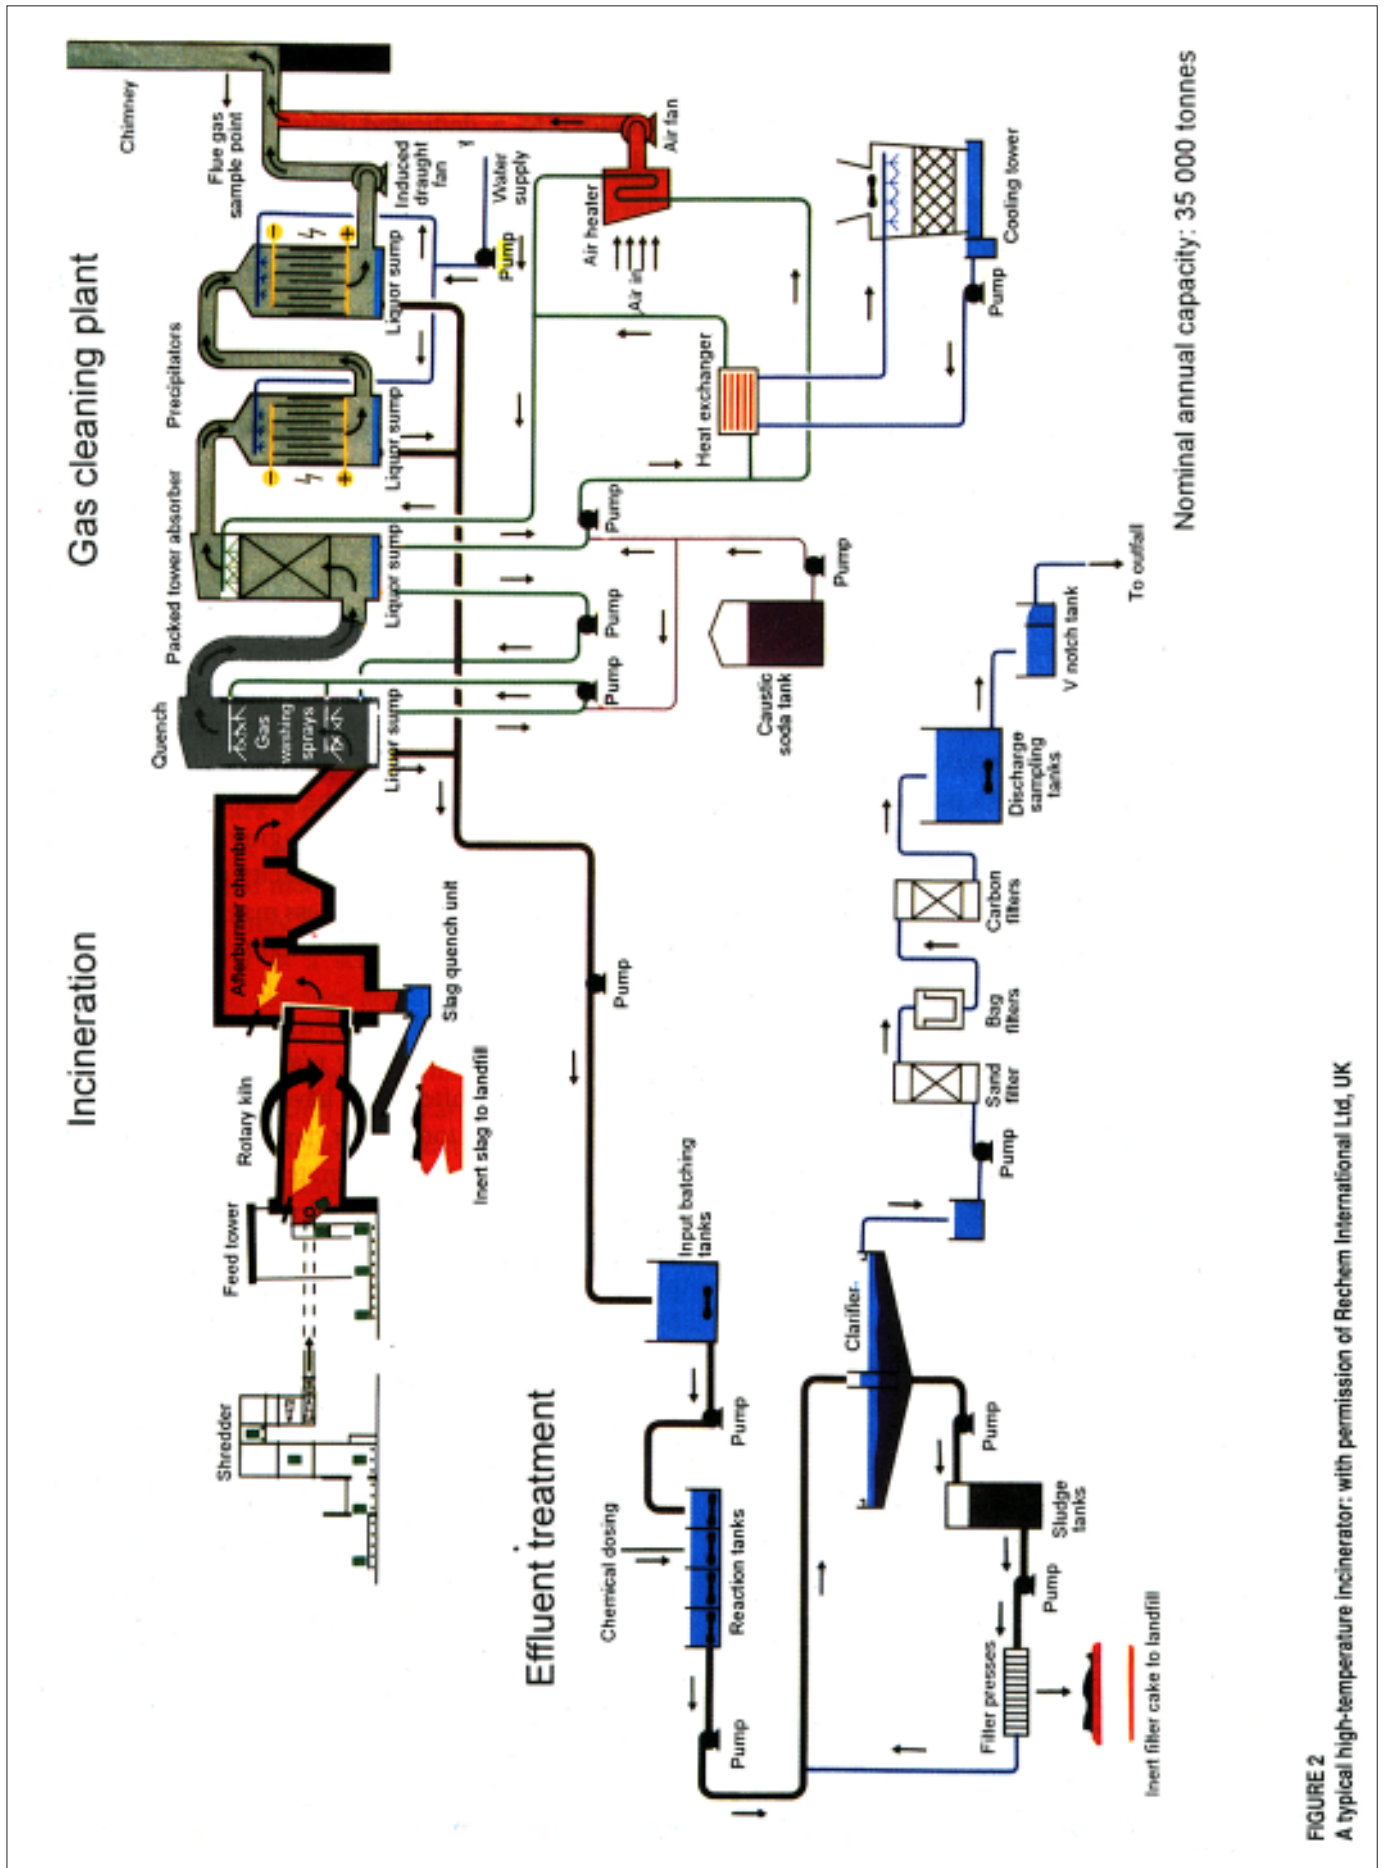 Incineration
Gas cleaning plant
Shredder
Feed tower
Rotary kiln
Afterburner chamber
Quench
Packed tower absorber
Precipitators
Chimney
Flue gas
sample point
Gas
washing
sprays
Induced
draught
fan
Liquor sump
Liquor sump
Liquor sump
Liquor sump
Slag quench unit
Inert slag to landfill
Water
supply
Pump
Pump
Pump
Pump
Air heater
Air in
Air fan
Heat exchanger
Caustic
soda tank
Pump
Cooling tower
Pump
Pump
Effluent treatment
Chemical dosing
Input batching
tanks
Pump
Reaction tanks
Pump
Clarifier
Pump
Sludge
tanks
Pump
Filter presses
Inert filter cake to landfill
Pump
Sand
filter
Bag
filters
Carbon
filters
Discharge
sampling
tanks
V notch tank
To outfall
Nominal annual capacity: 35 000 tonnes
FIGURE 2
A typical high-temperature incinerator: with permission of Rechem International Ltd, UK